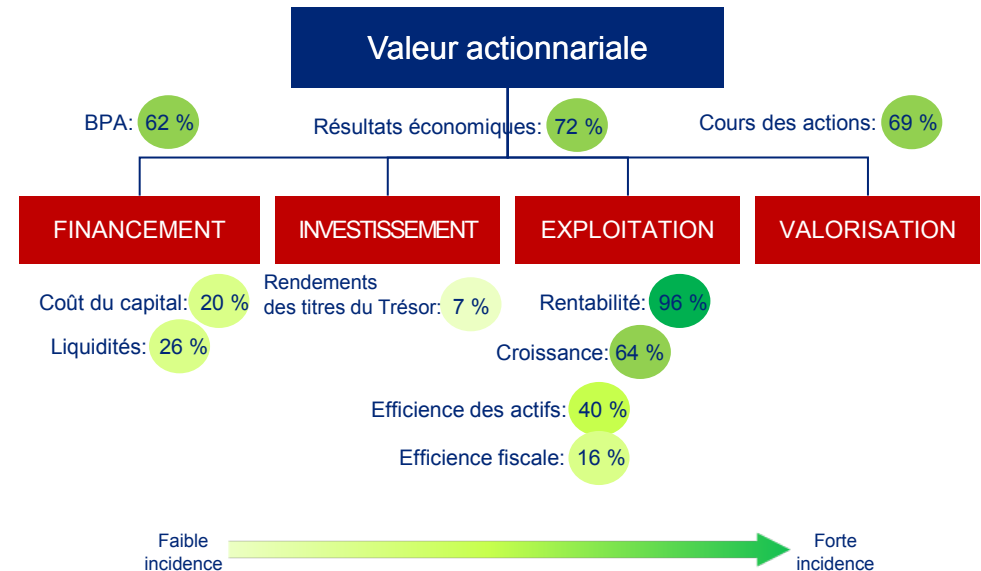 Valeur actionnariale
BPA: 62 %
Résultats économiques: 72 %
Cours des actions: 69 %
FINANCEMENT
INVESTISSEMENT
EXPLOITATION
VALORISATION
Coût du capital: 20 %
Liquidités: 26 %
Rendements
des titres du Trésor: 7 %
Rentabilité: 96 %
Croissance: 64 %
Efficience des actifs: 40 %
Efficience fiscale: 16 %
Faible
incidence
Forte
incidence